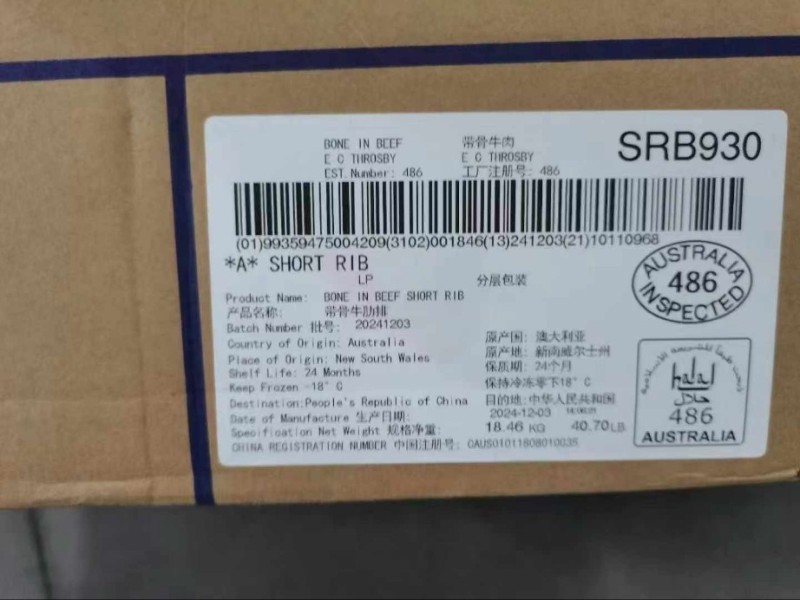 BONE IN BEEF 带骨牛肉 SRB930
E C THROSBY E C THROSBY
EST.Number: 486 工厂注册号: 486
(01)99359475004209(3102)001846(13)241203(21)10110968
*A* SHORT RIB
LP 分层包装
AUSTRALIA
486
INSPECTED
Product Name: BONE IN BEEF SHORT RIB
产品名称: 带骨牛肋排
Batch Number 批号: 20241203
Country of Origin: Australia 原产国: 澳大利亚
Place of Origin: New South Wales 原产地: 新南威尔士州
Shelf Life: 24 Months 保质期: 24个月
Keep Frozen -18° C 保持冷冻零下18° C
Destination:People's Republic of China 目的地:中华人民共和国
Date of Manufacture 生产日期: 2024-12-03
Specification Net Weight 规格净重: 18.46 KG 40.70LB
CHINA REGISTRATION NUMBER 中国注册号: CAUS01011808010035
halal
حلال
486
AUSTRALIA